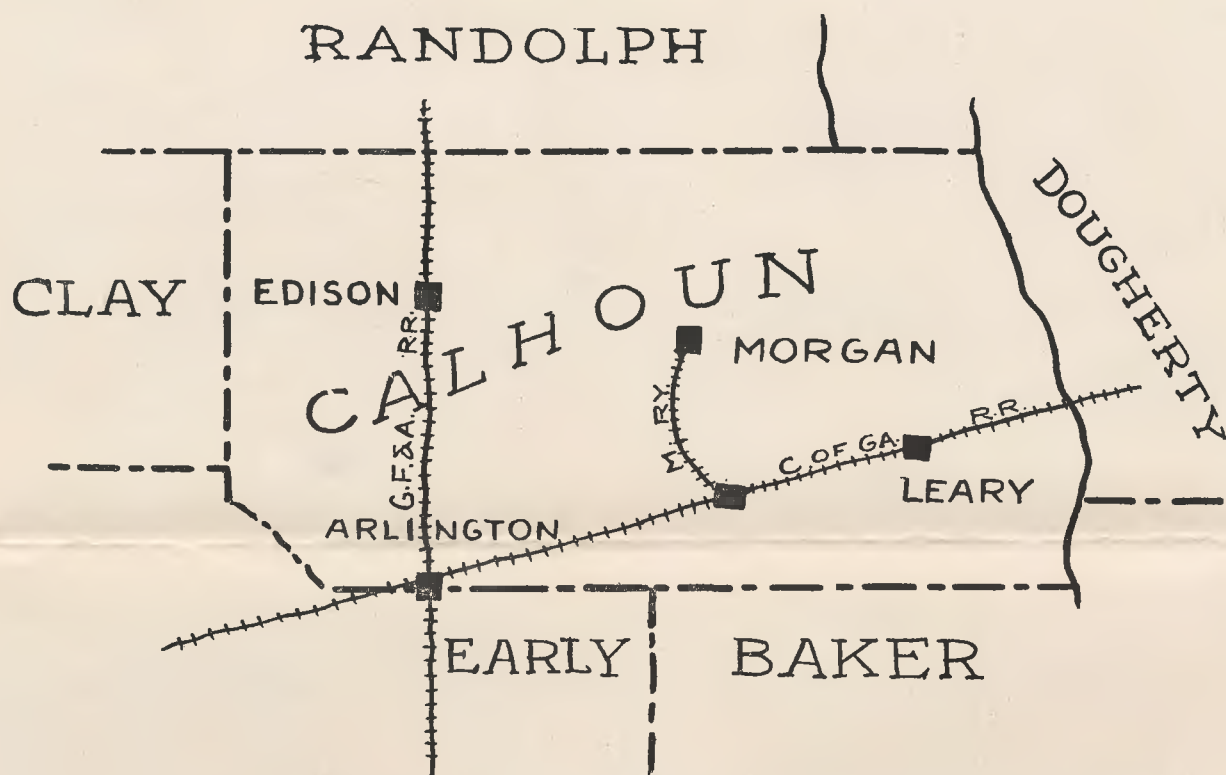 RANDOLPH
DOUGHERTY
CLAY
EDISON
CALHOUN
MORGAN
G.F.&A. R.R.
M. RY.
C. OF GA. R.R.
LEARY
ARLINGTON
EARLY
BAKER